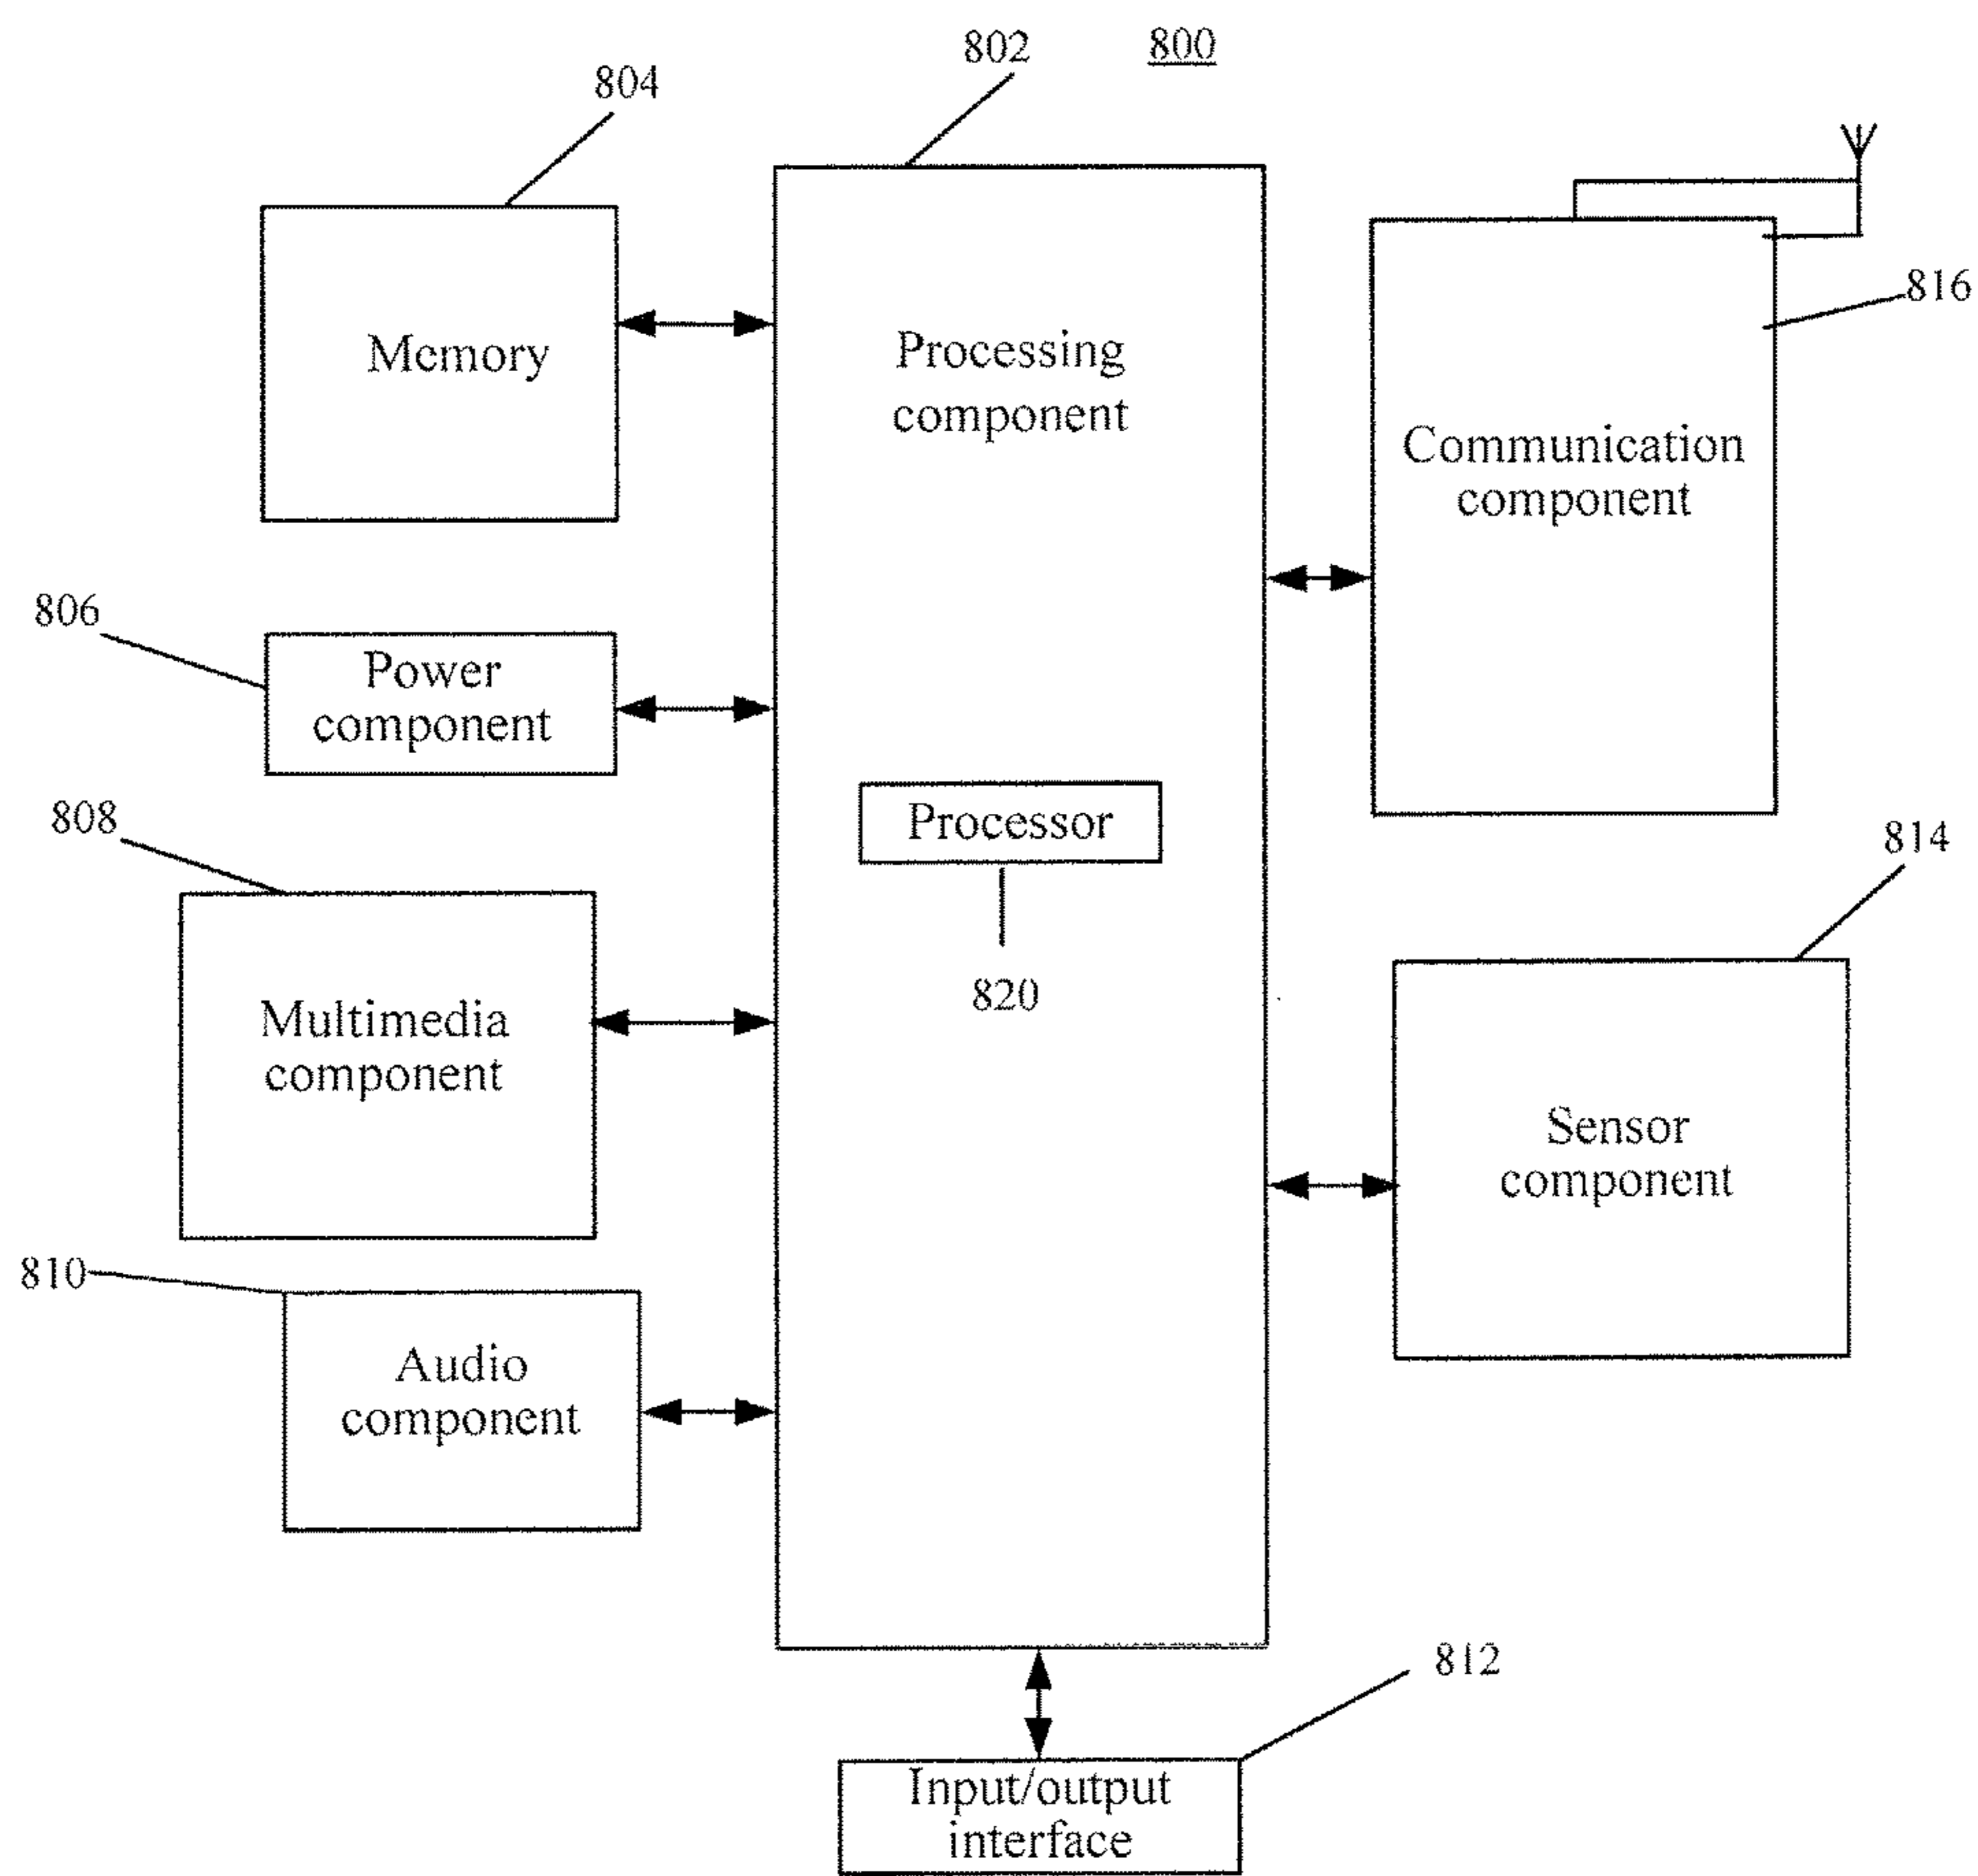 802
800
804
816
Memory
Processing
component
Communication
component
806
Power
component
808
Processor
814
820
Multimedia
component
Sensor
component
810
Audio
component
812
Input/output
interface